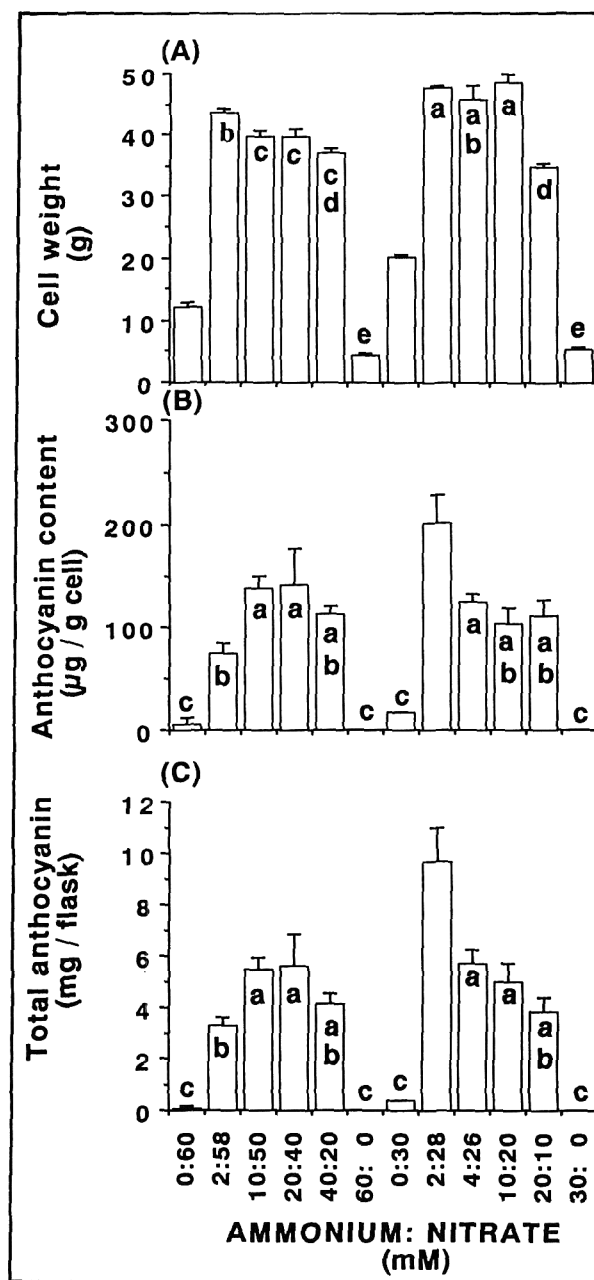 (A)
Cell weight
(g)
50
40
30
20
10
0
b
c
c
c
d
e
a
a
b
a
d
e
(B)
Anthocyanin content
(µg / g cell)
300
200
100
0
c
b
a
a
a
b
c
c
a
a
b
a
b
c
(C)
Total anthocyanin
(mg / flask)
12
10
8
6
4
2
0
c
b
a
a
a
b
c
c
a
a
a
b
c
0:60
2:58
10:50
20:40
40:20
60: 0
0:30
2:28
4:26
10:20
20:10
30: 0
AMMONIUM: NITRATE
(mM)